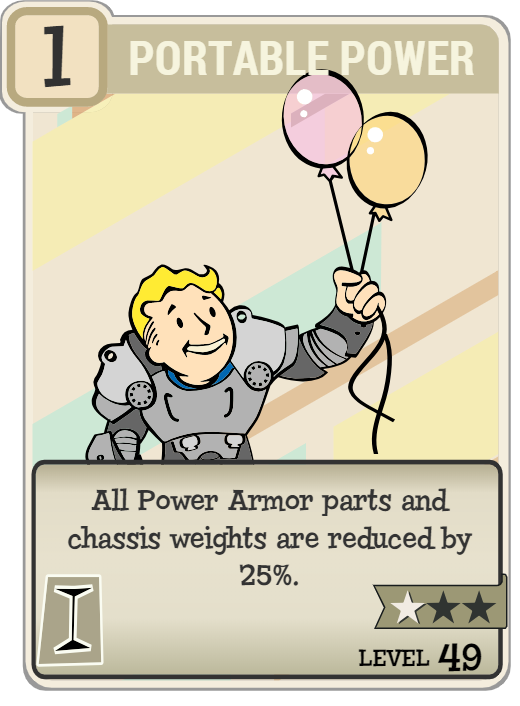 1
PORTABLE POWER
All Power Armor parts and
chassis weights are reduced by
25%.
LEVEL 49